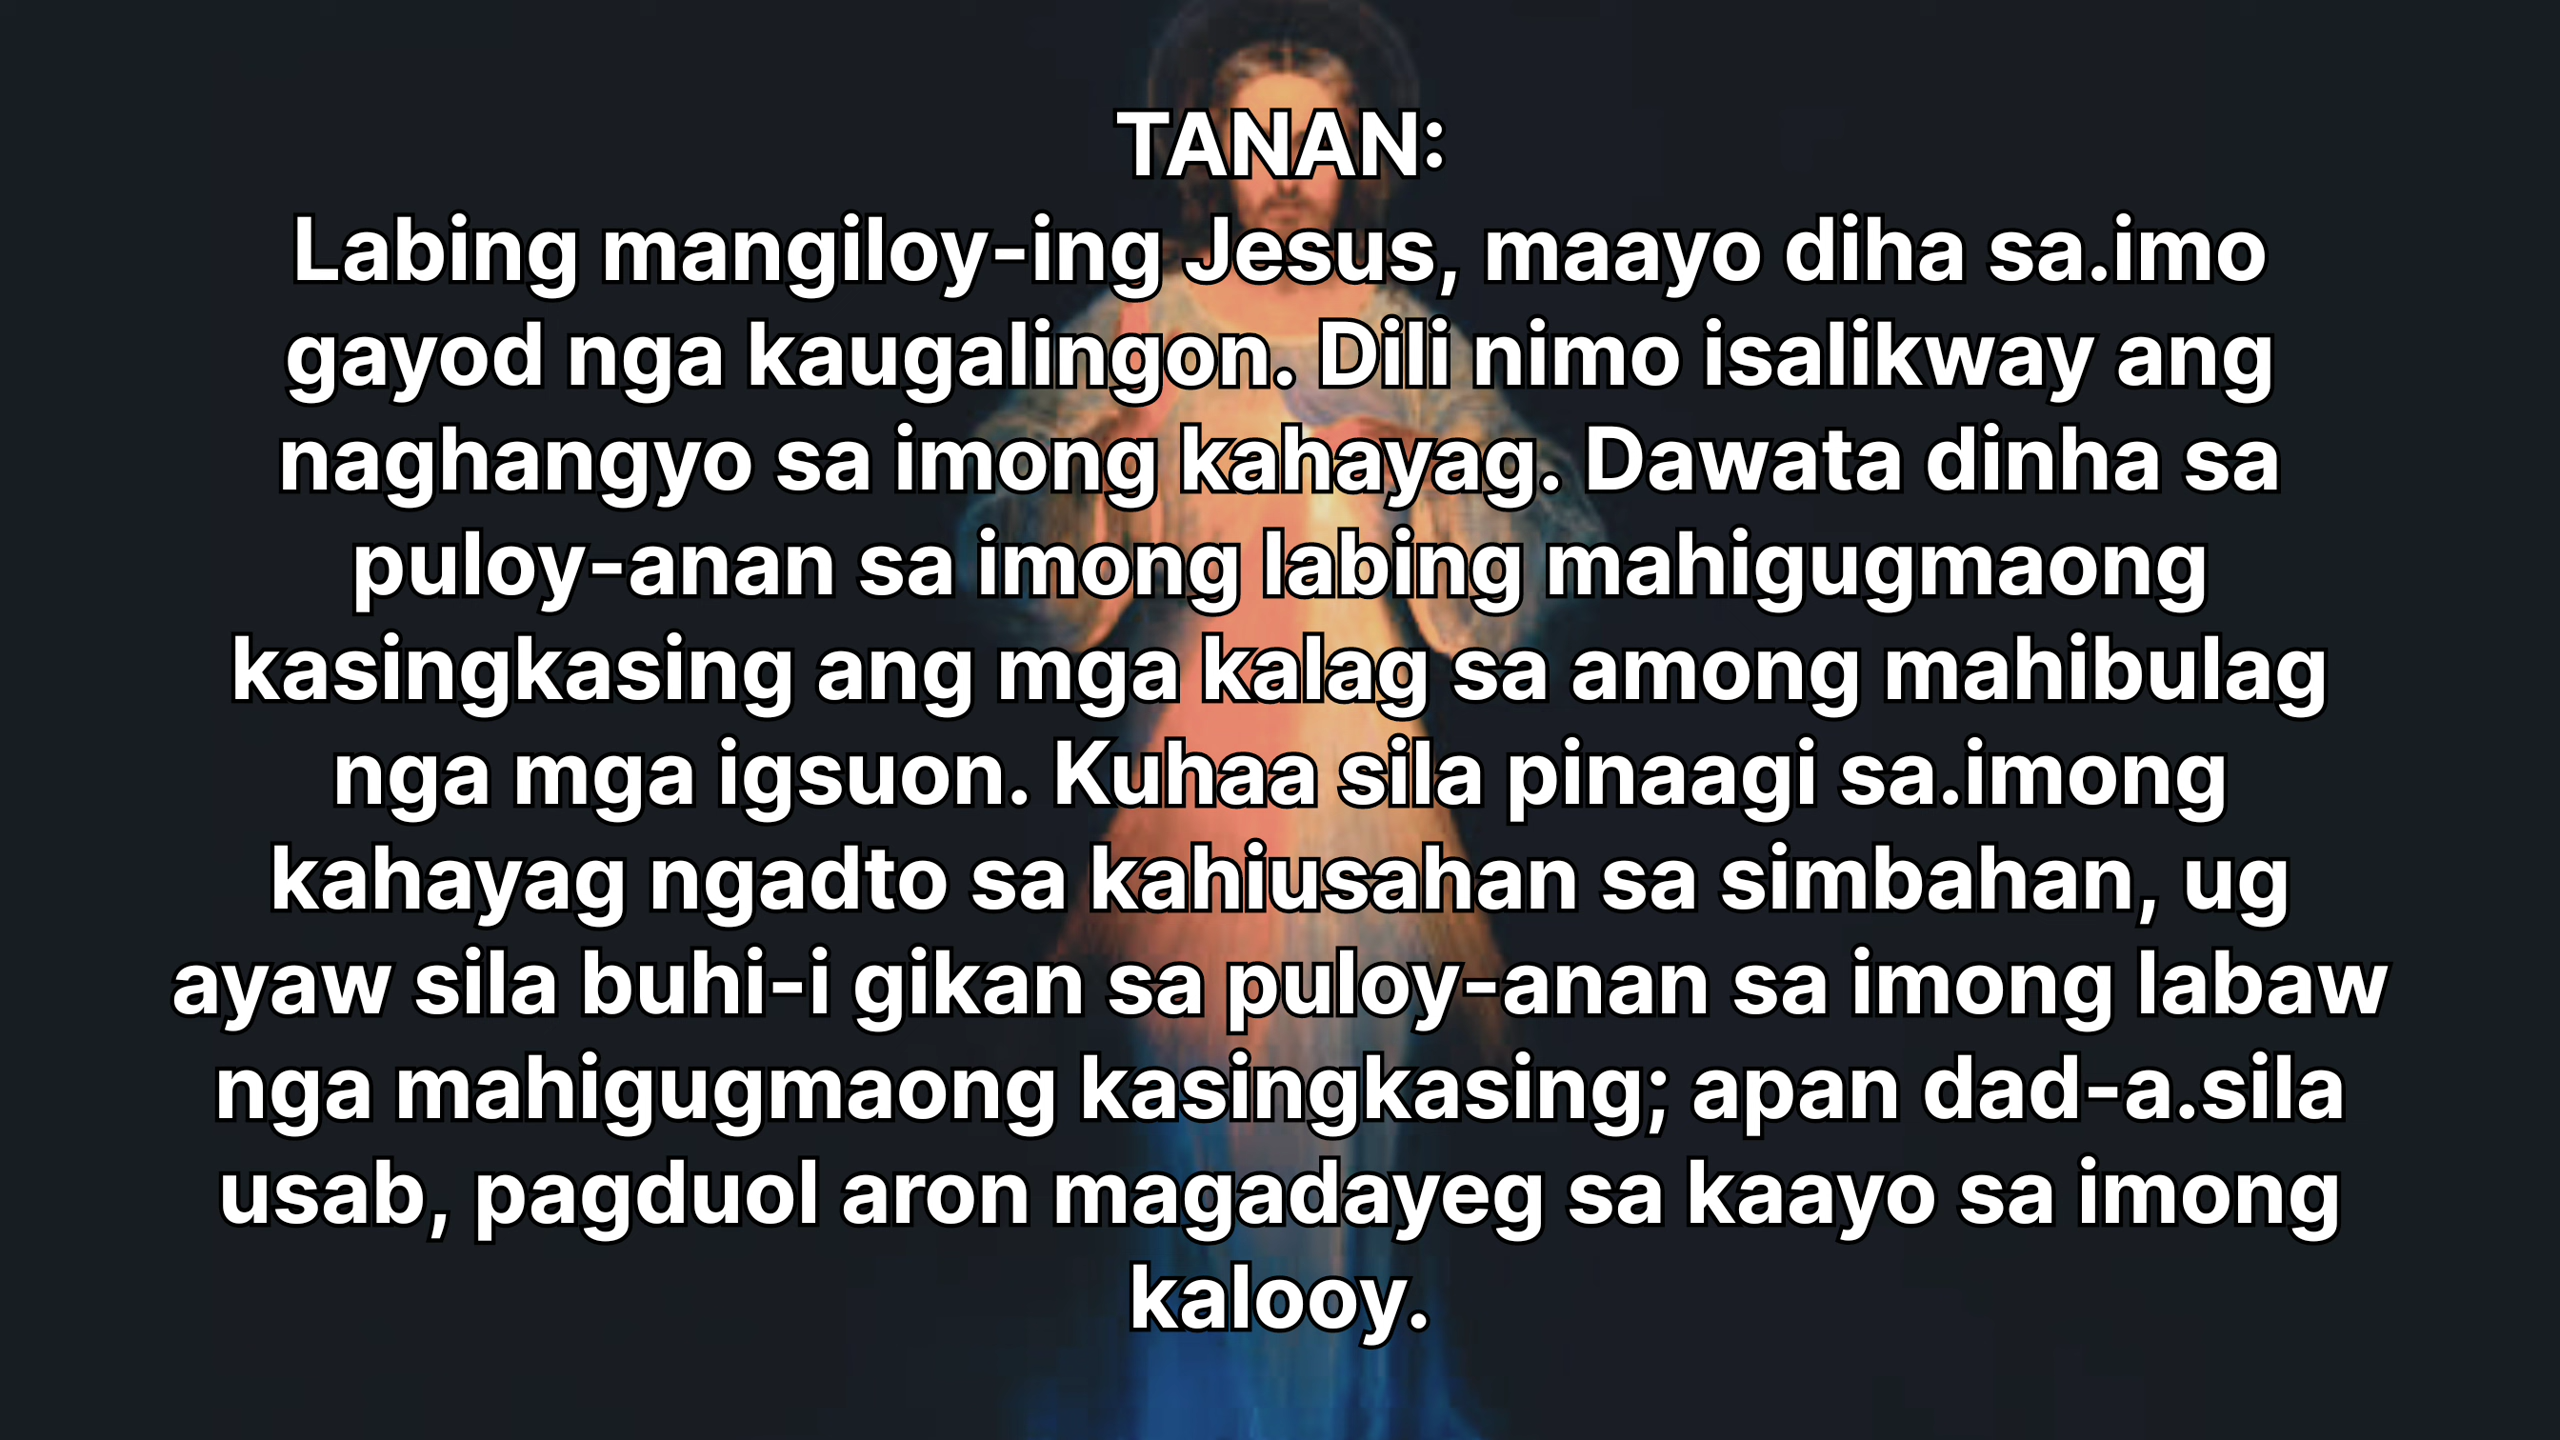 TANAN:
Labing mangiloy-ing Jesus, maayo diha sa.imo
gayod nga kaugalingon. Dili nimo isalikway ang
naghangyo sa imong kahayag. Dawata dinha sa
puloy-anan sa imong labing mahigugmaong
kasingkasing ang mga kalag sa among mahibulag
nga mga igsuon. Kuhaa sila pinaagi sa.imong
kahayag ngadto sa kahiusahan sa simbahan, ug
ayaw sila buhi-i gikan sa puloy-anan sa imong labaw
nga mahigugmaong kasingkasing; apan dad-a.sila
usab, pagduol aron magadayeg sa kaayo sa imong
kalooy.